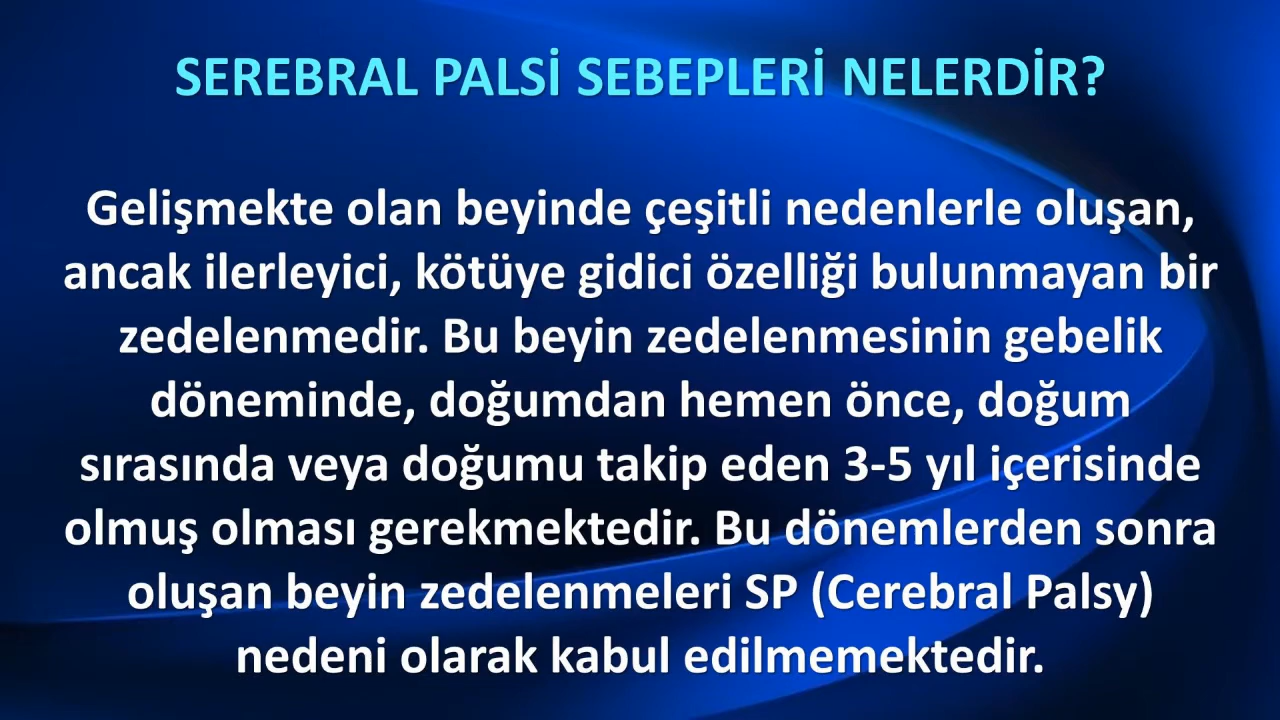 SEREBRAL PALSİ SEBEPLERİ NELERDİR?
Gelişmekte olan beyinde çeşitli nedenlerle oluşan,
ancak ilerleyici, kötüye gidici özelliği bulunmayan bir
zedelenmedir. Bu beyin zedelenmesinin gebelik
döneminde, doğumdan hemen önce, doğum
sırasında veya doğumu takip eden 3-5 yıl içerisinde
olmuş olması gerekmektedir. Bu dönemlerden sonra
oluşan beyin zedelenmeleri SP (Cerebral Palsy)
nedeni olarak kabul edilmemektedir.